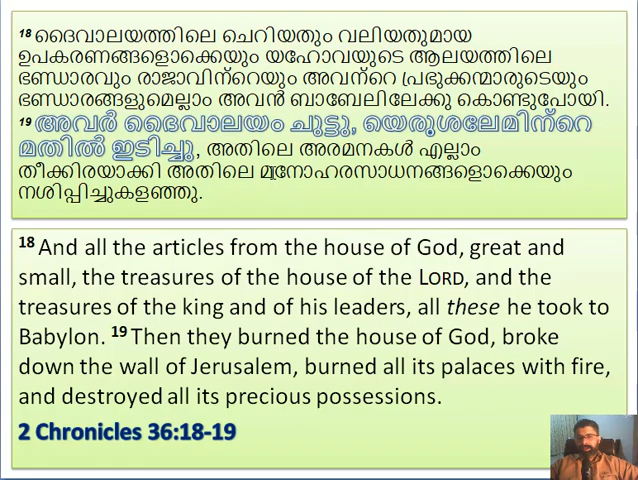 18 ദൈവാലയത്തിലെ ചെറിയതും വലിയതുമായ
ഉപകരണങ്ങളൊക്കെയും യഹോവയുടെ ആലയത്തിലെ
ഭണ്ഡാരവും രാജാവിന്റെയും അവന്റെ പ്രഭുക്കന്മാരുടെയും
ഭണ്ഡാരങ്ങളുമെല്ലാം അവൻ ബാബേലിലേക്കു കൊണ്ടുപോയി.
19 അവർ ദൈവാലയം ചുട്ടു, യെരൂശലേമിന്റെ
മതിൽ ഇടിച്ചു, അതിലെ അരമനകൾ എല്ലാം
തീക്കിരയാക്കി അതിലെ മനോഹരസാധനങ്ങളൊക്കെയും
നശിപ്പിച്ചുകളഞ്ഞു.
18 And all the articles from the house of God, great and
small, the treasures of the house of the LORD, and the
treasures of the king and of his leaders, all these he took to
Babylon. 19 Then they burned the house of God, broke
down the wall of Jerusalem, burned all its palaces with fire,
and destroyed all its precious possessions.
2 Chronicles 36:18-19